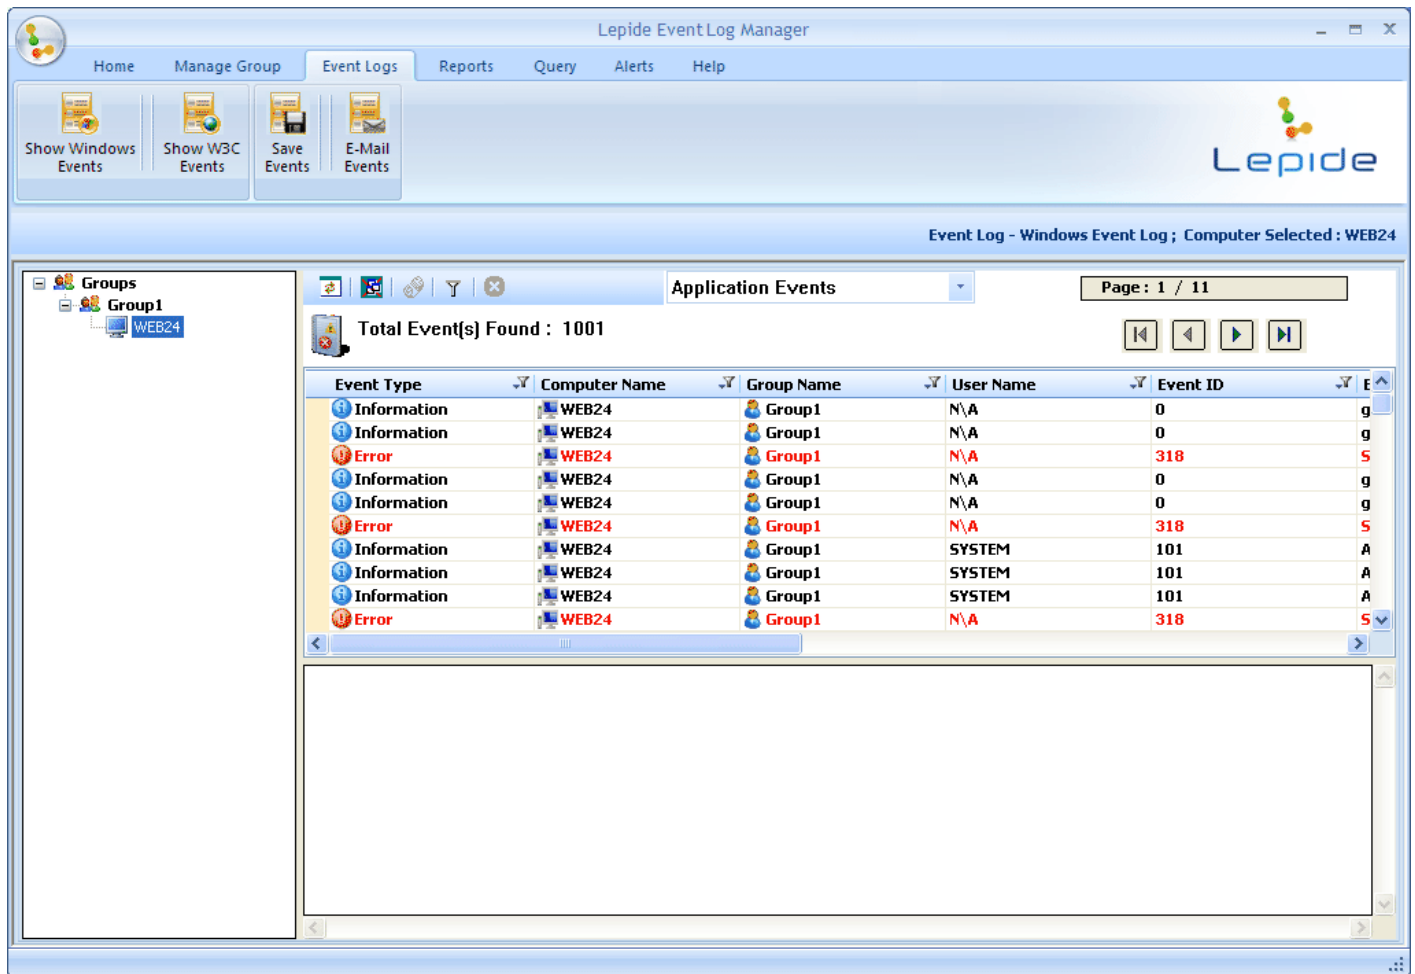 Lepide Event Log Manager
Home Manage Group Event Logs Reports Query Alerts Help
Show Windows Events
Show W3C Events
Save Events
E-Mail Events
Lepide
Event Log - Windows Event Log ; Computer Selected : WEB24
Groups
Group1
WEB24
Application Events
Page : 1 / 11
Total Event(s) Found : 1001
Event Type Computer Name Group Name User Name Event ID E
Information WEB24 Group1 N\A 0 g
Information WEB24 Group1 N\A 0 g
Error WEB24 Group1 N\A 318 S
Information WEB24 Group1 N\A 0 g
Information WEB24 Group1 N\A 0 g
Error WEB24 Group1 N\A 318 S
Information WEB24 Group1 SYSTEM 101 A
Information WEB24 Group1 SYSTEM 101 A
Information WEB24 Group1 SYSTEM 101 A
Error WEB24 Group1 N\A 318 S